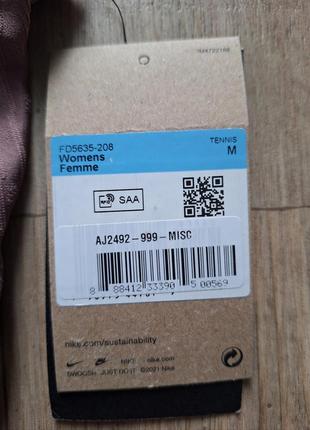 FD5635-208
Womens
Femme
TENNIS
M
SAA
AJ2492-999-MISC
8 88412 33390 5 00569
nike.com/sustainability
NIKE nike.com
SWOOSH JUST DO IT ©2021 Nike